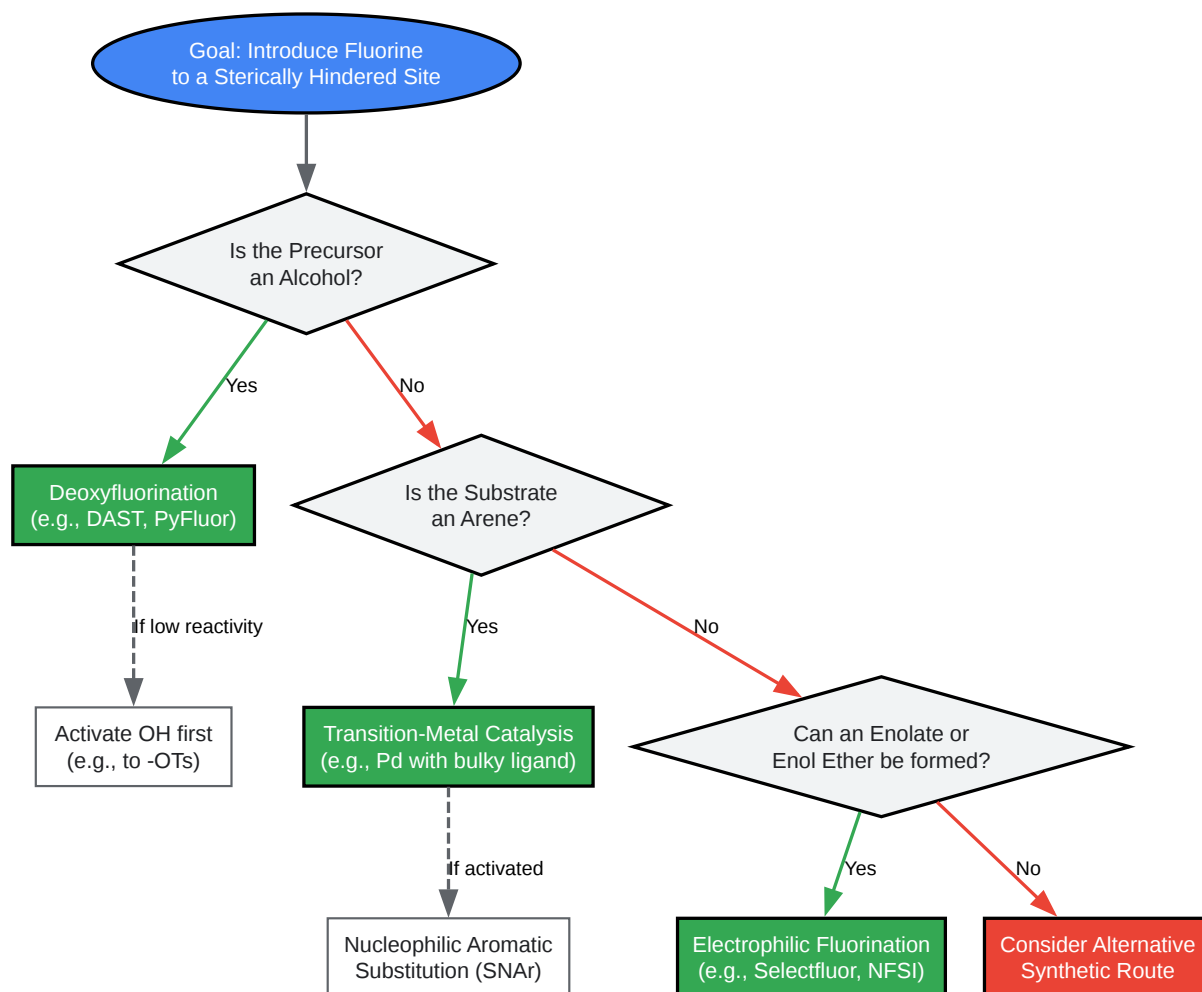 Goal: Introduce Fluorine
to a Sterically Hindered Site
Is the Precursor
an Alcohol?
Yes
No
Deoxyfluorination
(e.g., DAST, PyFluor)
Is the Substrate
an Arene?
If low reactivity
Yes
No
Activate OH first
(e.g., to -OTs)
Transition-Metal Catalysis
(e.g., Pd with bulky ligand)
Can an Enolate or
Enol Ether be formed?
If activated
Yes
No
Nucleophilic Aromatic
Substitution (SNAr)
Electrophilic Fluorination
(e.g., Selectfluor, NFSI)
Consider Alternative
Synthetic Route